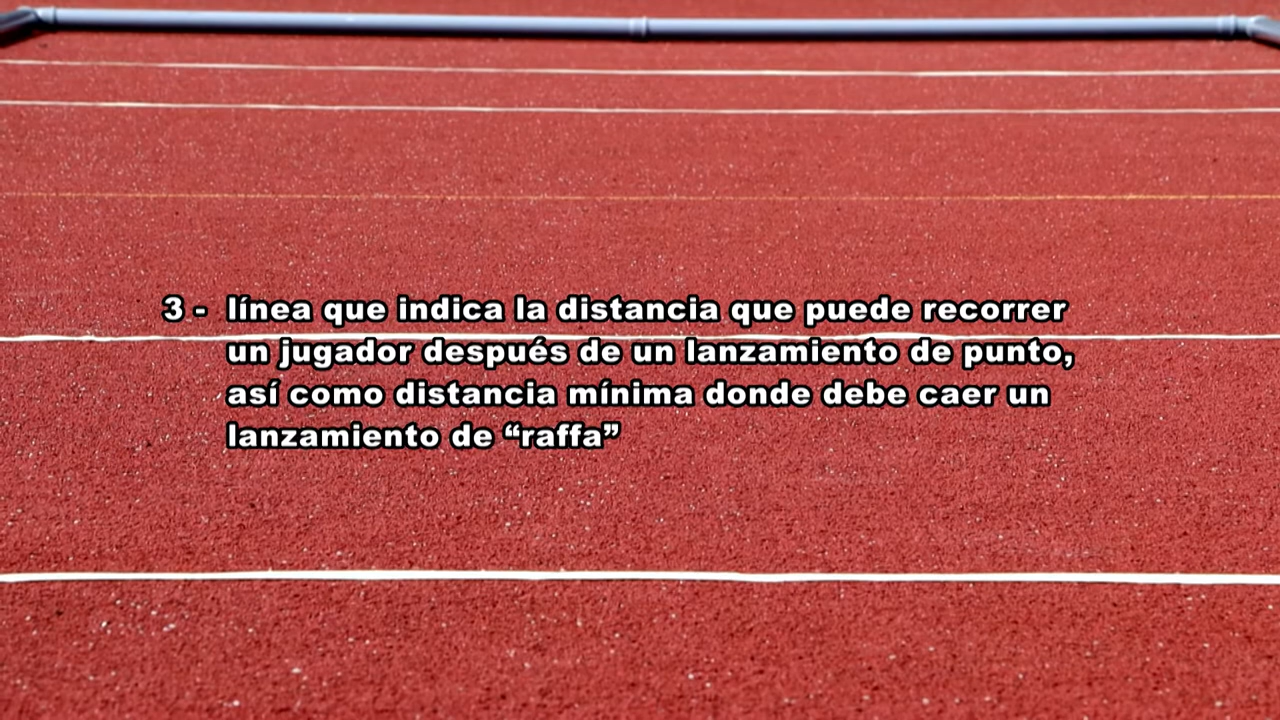 3 - línea que indica la distancia que puede recorrer
un jugador después de un lanzamiento de punto,
así como distancia mínima donde debe caer un
lanzamiento de “raffa”